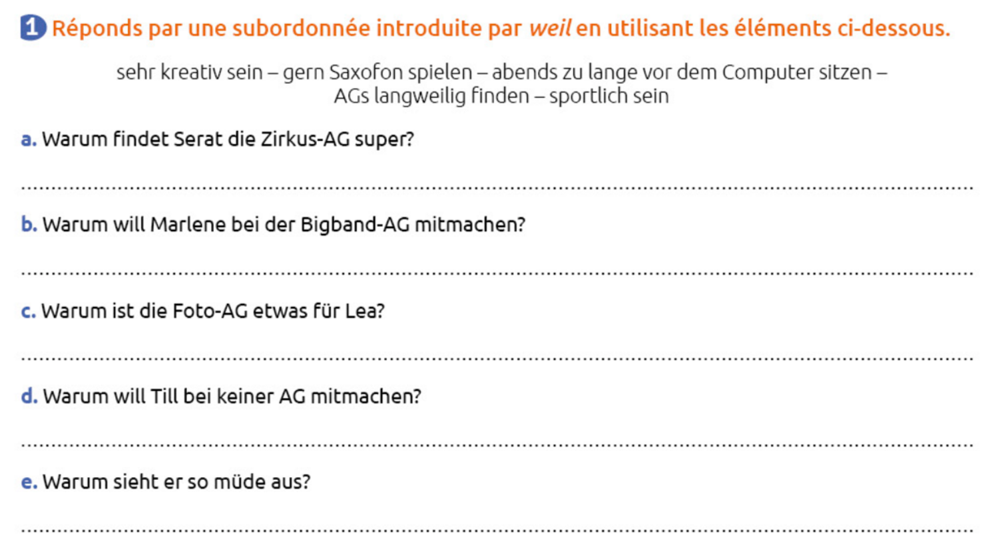 1 Réponds par une subordonnée introduite par weil en utilisant les éléments ci-dessous.
sehr kreativ sein – gern Saxofon spielen – abends zu lange vor dem Computer sitzen –
AGs langweilig finden – sportlich sein
a. Warum findet Serat die Zirkus-AG super?
b. Warum will Marlene bei der Bigband-AG mitmachen?
c. Warum ist die Foto-AG etwas für Lea?
d. Warum will Till bei keiner AG mitmachen?
e. Warum sieht er so müde aus?